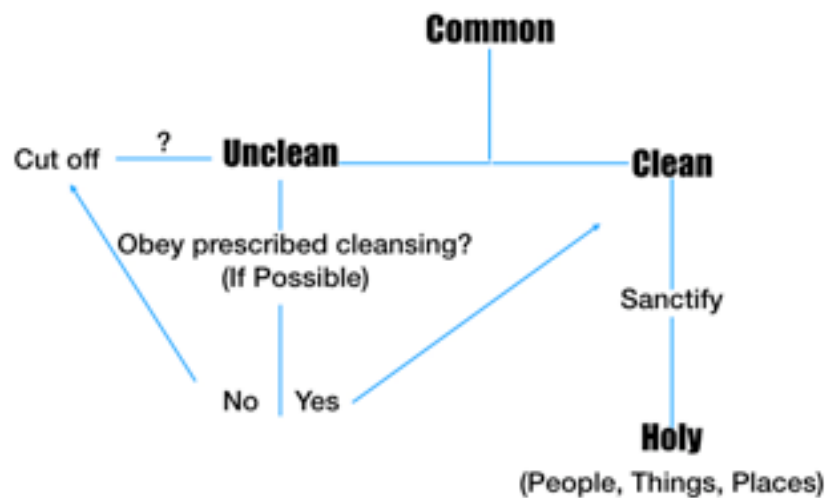 Common
?
Cut off
Unclean
Clean
Obey prescribed cleansing?
(If Possible)
Sanctify
No
Yes
Holy
(People, Things, Places)